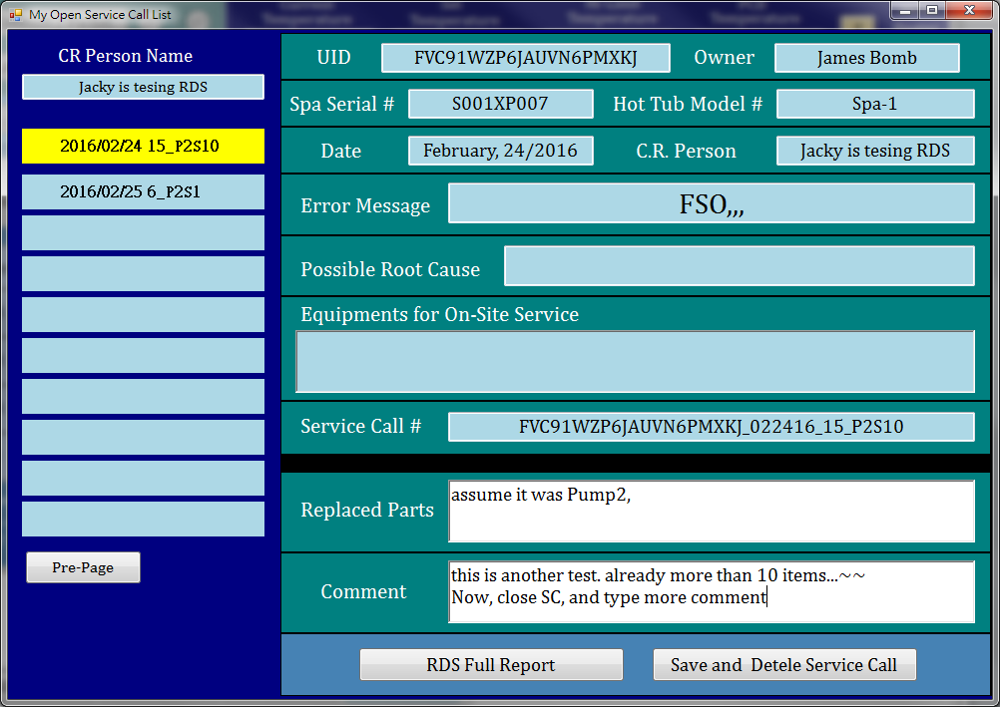 My Open Service Call List
CR Person Name
Jacky is tesing RDS
2016/02/24 15_P2S10
2016/02/25 6_P2S1
Pre-Page
UID
FVC91WZP6JAUVN6PMXKJ
Owner
James Bomb
Spa Serial #
S001XP007
Hot Tub Model #
Spa-1
Date
February, 24/2016
C.R. Person
Jacky is tesing RDS
Error Message
FSO,,,
Possible Root Cause
Equipments for On-Site Service
Service Call #
FVC91WZP6JAUVN6PMXKJ_022416_15_P2S10
Replaced Parts
assume it was Pump2,
Comment
this is another test. already more than 10 items...~~
Now, close SC, and type more comment
RDS Full Report
Save and  Detele Service Call